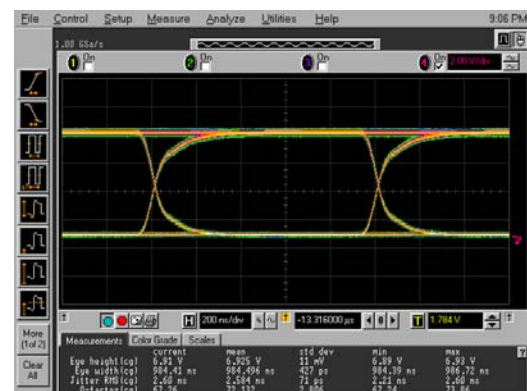 File Control Setup Measure Analyze Utilities Help 9:06 PM
1.00 GSa/s
1 On 2 On 3 On 4 On 2.00 V/div
More
(1of 2)
Clear
All
H 200 ns/div -13.316000 µs 0 T 1.784 V
Measurements Color Grade Scales
current mean std dev min max
Eye height(cg) 6.91 V 6.925 V 11 mV 6.89 V 6.93 V
Eye width(cg) 984.41 ns 984.496 ns 427 ps 984.39 ns 986.72 ns
Jitter RMS(cg) 2.60 ns 2.584 ns 71 ps 2.21 ns 2.60 ns